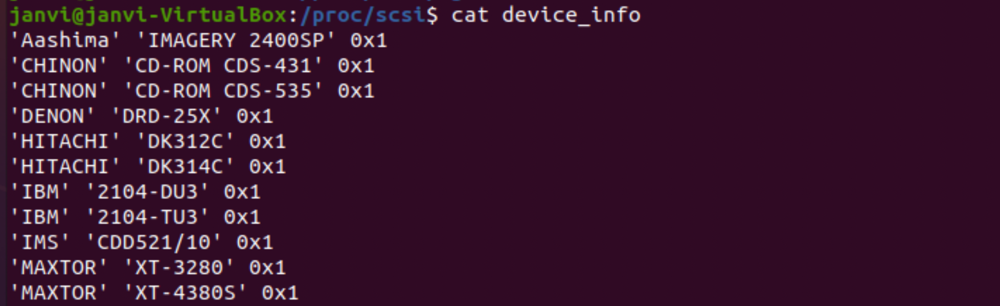 janvi@janvi-VirtualBox:/proc/scsi$ cat device_info
'Aashima' 'IMAGERY 2400SP' 0x1
'CHINON' 'CD-ROM CDS-431' 0x1
'CHINON' 'CD-ROM CDS-535' 0x1
'DENON' 'DRD-25X' 0x1
'HITACHI' 'DK312C' 0x1
'HITACHI' 'DK314C' 0x1
'IBM' '2104-DU3' 0x1
'IBM' '2104-TU3' 0x1
'IMS' 'CDD521/10' 0x1
'MAXTOR' 'XT-3280' 0x1
'MAXTOR' 'XT-4380S' 0x1